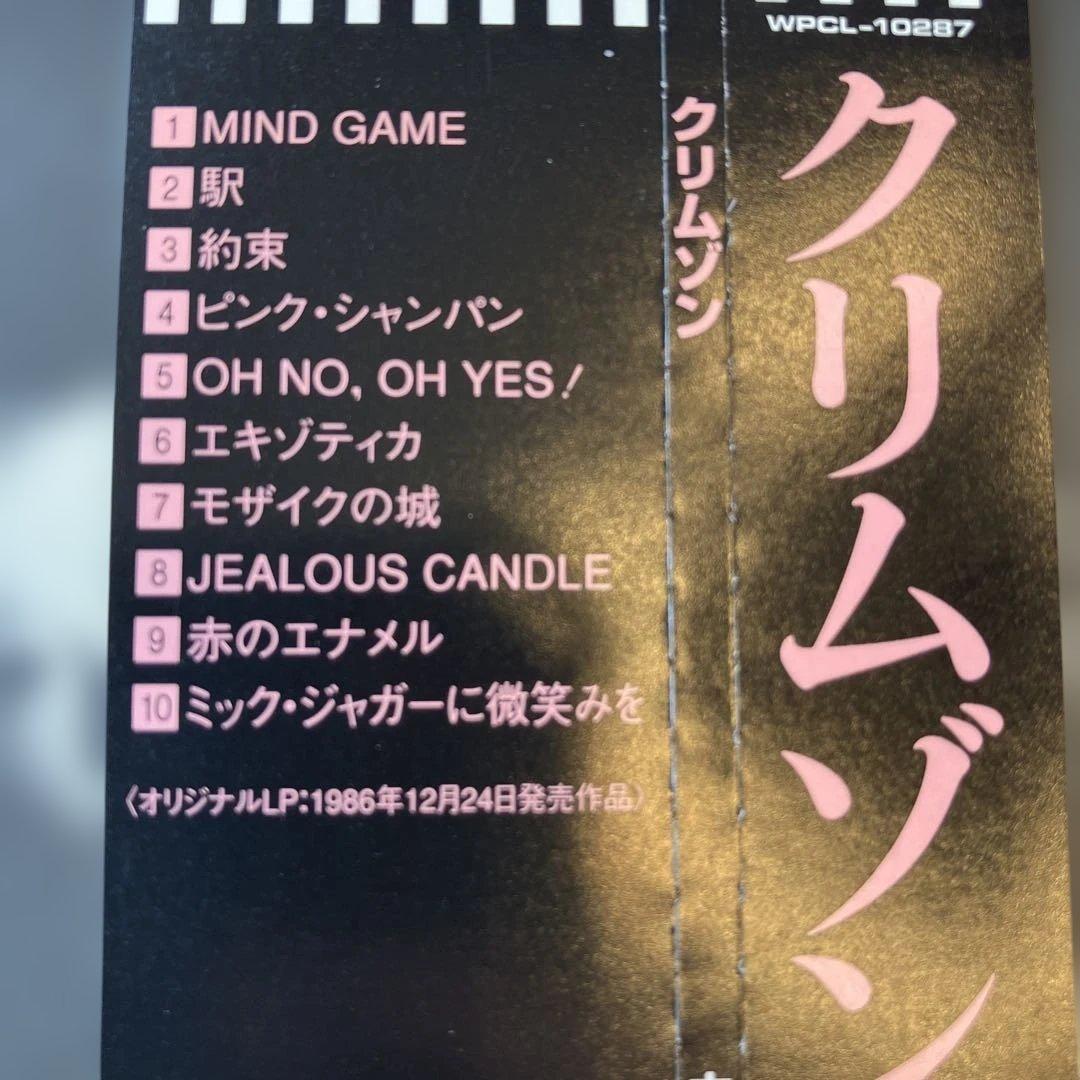 WPCL-10287
1 MIND GAME
2 駅
3 約束
4 ピンク・シャンパン
5 OH NO, OH YES!
6 エキゾティカ
7 モザイクの城
8 JEALOUS CANDLE
9 赤のエナメル
10 ミック・ジャガーに微笑みを
〈オリジナルLP:1986年12月24日発売作品〉
クリムゾン
クリムゾン